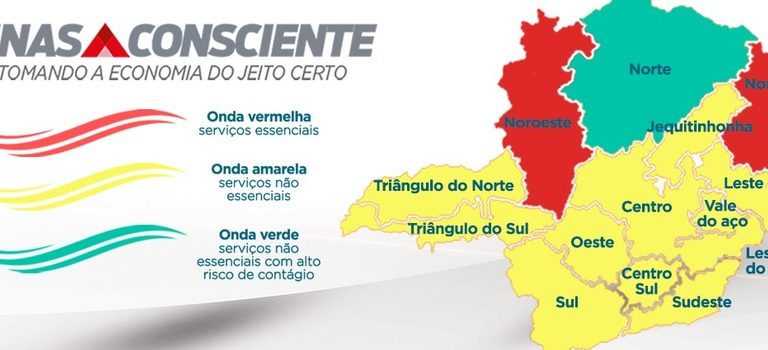 NAS CONSCIENTE
TOMANDO A ECONOMIA DO JEITO CERTO
Onda vermelha
serviços essenciais
Onda amarela
serviços não
essenciais
Onda verde
serviços não
essenciais com alto
risco de contágio
Norte
No
Noroeste
Jequitinhonha
Triângulo do Norte
Leste
Centro
Vale
do aço
Triângulo do Sul
Oeste
Les
do
Centro
Sul
Sul
Sudeste